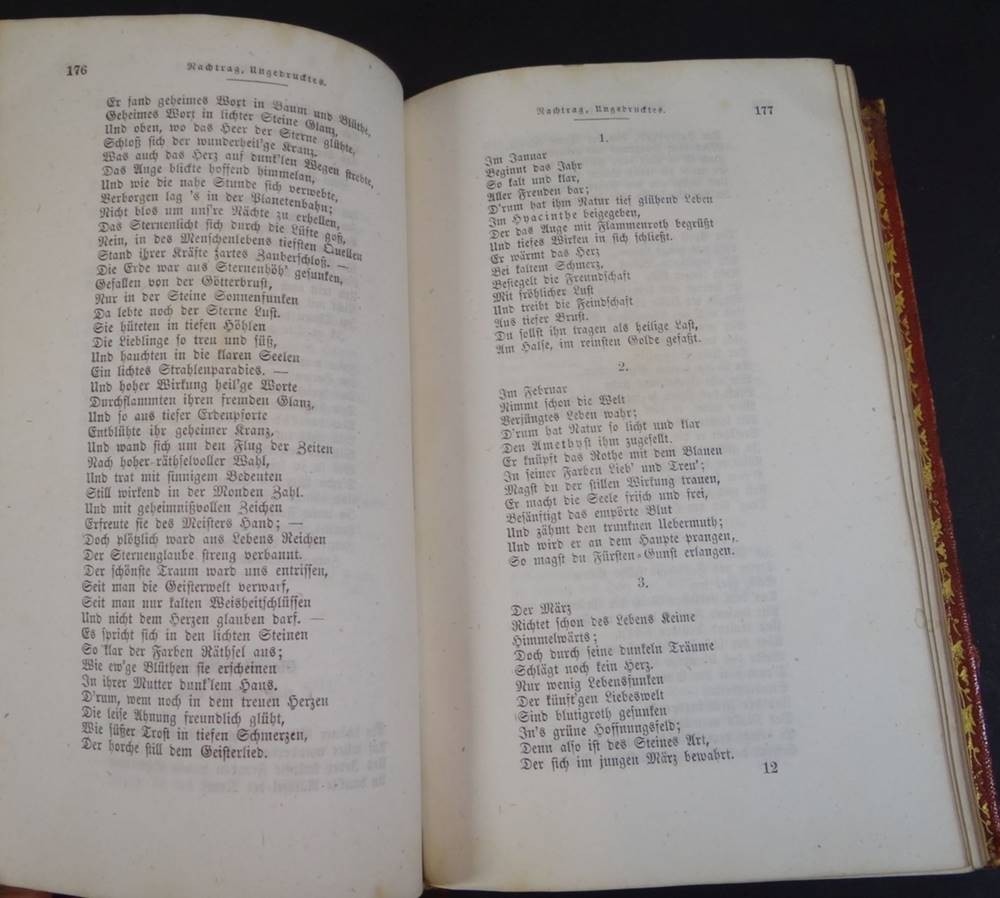 176
Nachtrag, Ungedrucktes.
Er fand geheimes Wort in Baum und Blüthe,
Geheimes Wort in lichter Steine Glanz,
Und oben, wo das Heer der Sterne glühte,
Schloß sich der wunderheil'ge Kranz.
Was auch das Herz auf dunk'len Wegen strebte,
Das Auge blickte hoffend himmelan,
Und wie die nahe Stunde sich verwebte,
Verborgen lag 's in der Planetenbahn;
Nicht blos um uns're Nächte zu erhellen,
Das Sternenlicht sich durch die Lüfte goß,
Nein, in des Menschenlebens tiefsten Quellen
Stand ihrer Kräfte zartes Zauberschloß. —
Die Erde war aus Sternenhöh' gesunken,
Gefallen von der Götterbrust,
Nur in der Steine Sonnenfunken
Da lebte noch der Sterne Lust.
Sie hüteten in tiefen Höhlen
Die Lieblinge so treu und süß,
Und hauchten in die klaren Seelen
Ein lichtes Strahlenparadies. —
Und hoher Wirkung heil'ge Worte
Durchflammten ihren fremden Glanz,
Und so aus tiefer Erdenpforte
Entblühte ihr geheimer Kranz,
Und wand sich um den Flug der Zeiten
Nach hoher räthselvoller Wahl,
Und trat mit sinnigem Bedeuten
Still wirkend in der Monden Zahl.
Und mit geheimnißvollen Zeichen
Erfreute sie des Meisters Hand; —
Doch plötzlich ward aus Lebens Reichen
Der Sternenglaube streng verbannt.
Der schönste Traum ward uns entrissen,
Seit man die Geisterwelt verwarf,
Seit man nur kalten Weisheitschlüssen
Und nicht dem Herzen glauben darf. —
Es spricht sich in den lichten Steinen
So klar der Farben Räthsel aus;
Wie ew'ge Blüthen sie erscheinen
In ihrer Mutter dunk'lem Haus.
D'rum, wem noch in dem treuen Herzen
Die leise Ahnung freundlich glüht,
Wie süßer Trost in tiefen Schmerzen,
Der horche still dem Geisterlied.
Nachtrag, Ungedrucktes.
177
1.
Im Januar
Beginnt das Jahr
So kalt und klar,
Aller Freuden bar;
D'rum hat ihm Natur tief glühend Leben
Im Hyacinthe beigegeben,
Der das Auge mit Flammenroth begrüßt
Und tiefes Wirken in sich schließt.
Er wärmt das Herz
Bei kaltem Schmerz,
Besiegelt die Freundschaft
Mit fröhlicher Lust
Und treibt die Feindschaft
Aus tiefer Brust.
Du sollst ihn tragen als heilige Last,
Am Halse, im reinsten Golde gefaßt.
2.
Im Februar
Nimmt schon die Welt
Verjüngtes Leben wahr;
D'rum hat Natur so licht und klar
Den Amethyst ihm zugesellt.
Er knüpft das Rothe mit dem Blauen
In seiner Farben Lieb' und Treu';
Magst du der stillen Wirkung trauen,
Er macht die Seele frisch und frei,
Besänftigt das empörte Blut
Und zähmt den trunknen Uebermuth;
Und wird er an dem Haupte prangen,
So magst du Fürsten-Gunst erlangen.
3.
Der März
Richtet schon des Lebens Keime
Himmelwärts;
Doch durch seine dunkeln Träume
Schlägt noch kein Herz.
Nur wenig Lebensfunken
Der künft'gen Liebeswelt
Sind blutigroth gesunken
In's grüne Hoffnungsfeld;
Denn also ist des Steines Art,
Der sich im jungen März bewahrt.
12